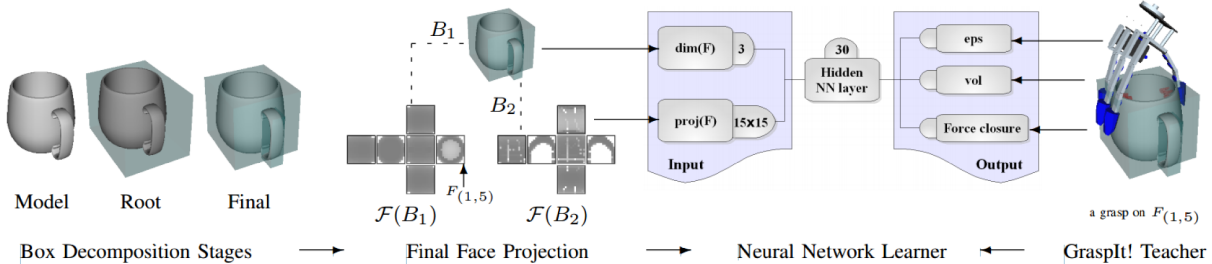 B₁
B₂
dim(F) 3
proj(F) 15x15
Input
30
Hidden
NN layer
eps
vol
Force closure
Output
Model
Root
Final
F(1,5)
F(B₁)
F(B₂)
a grasp on F(1,5)
Box Decomposition Stages
Final Face Projection
Neural Network Learner
GraspIt! Teacher